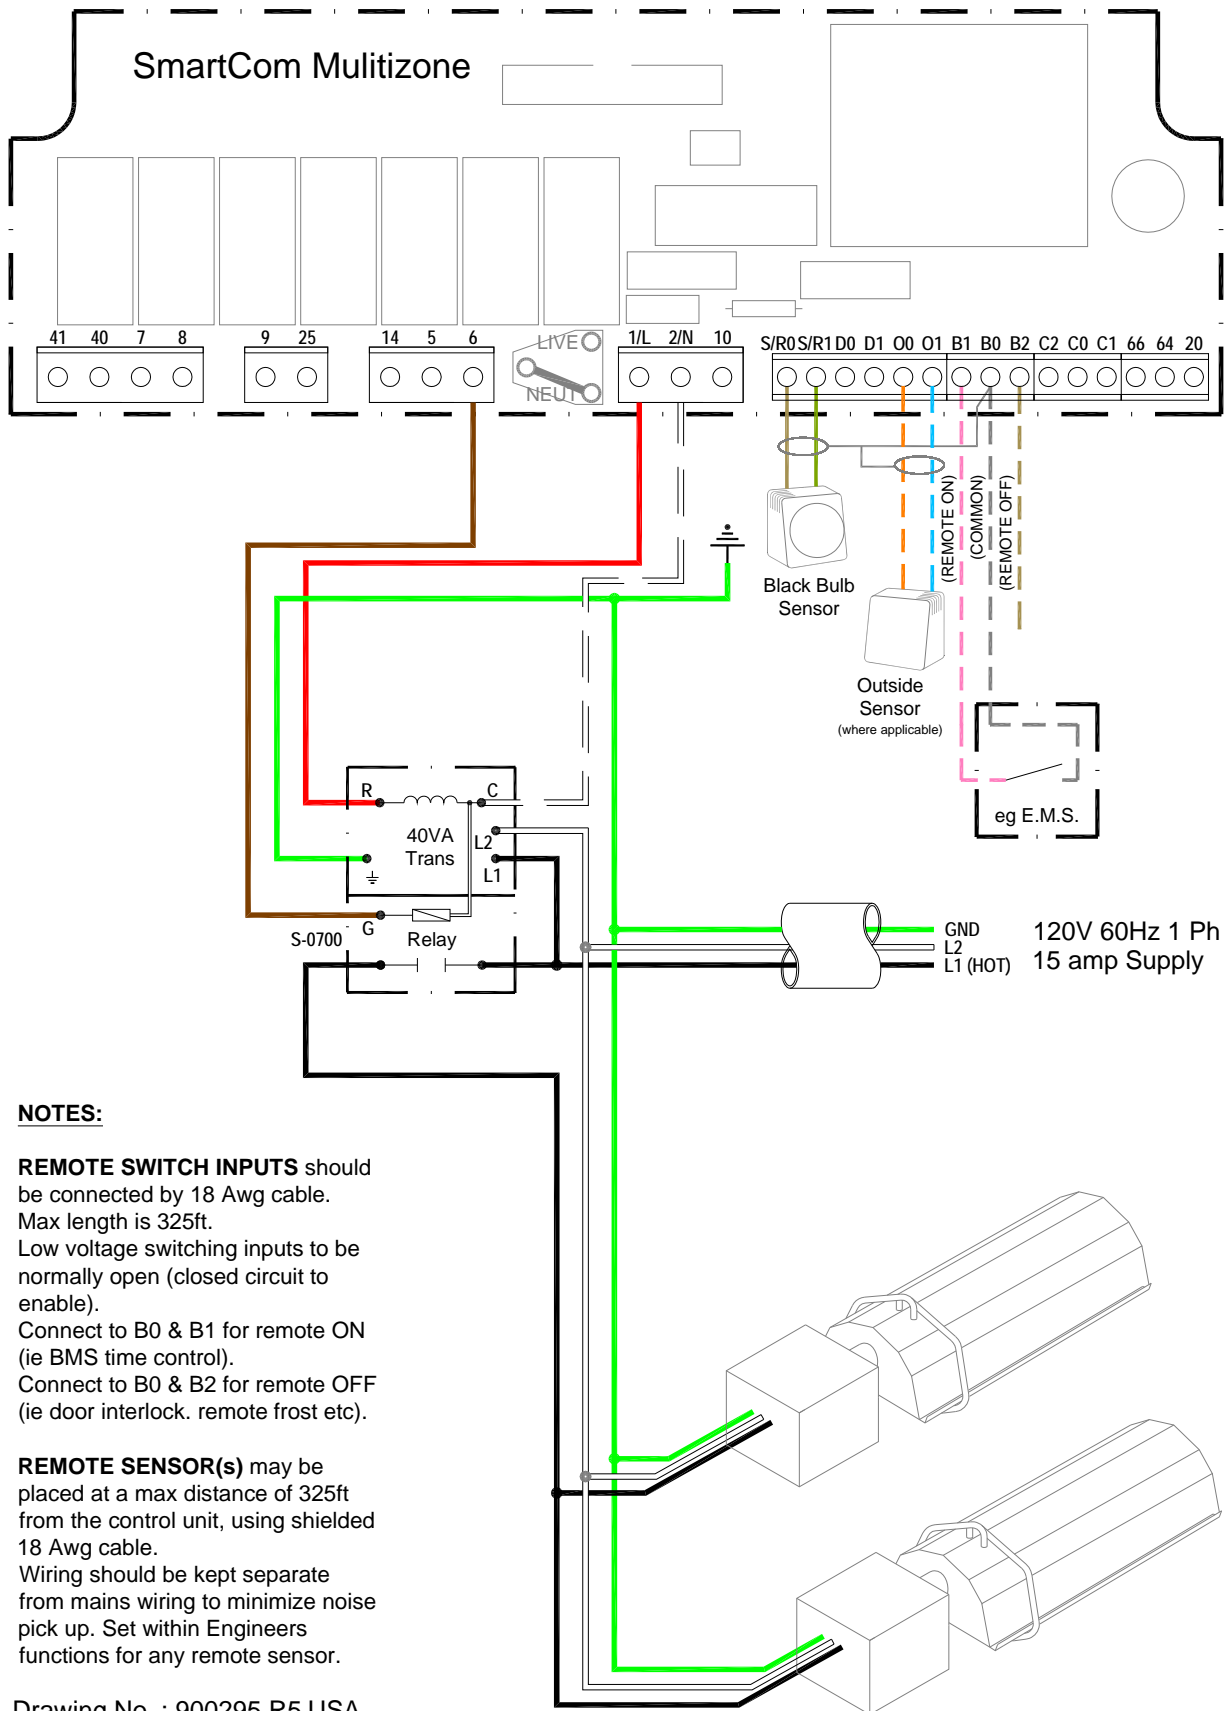 SmartCom Mulitizone
41 40 7 8 9 25 14 5 6 LIVE NEUT 1/L 2/N 10 S/R0 S/R1 D0 D1 O0 O1 B1 B0 B2 C2 C0 C1 66 64 20
(REMOTE ON)
(COMMON)
(REMOTE OFF)
Black Bulb
Sensor
Outside
Sensor
(where applicable)
eg E.M.S.
R C
40VA
Trans
L2
L1
G
S-0700
Relay
GND
L2
L1 (HOT)
120V 60Hz 1 Ph
15 amp Supply
NOTES:
REMOTE SWITCH INPUTS should
be connected by 18 Awg cable.
Max length is 325ft.
Low voltage switching inputs to be
normally open (closed circuit to
enable).
Connect to B0 & B1 for remote ON
(ie BMS time control).
Connect to B0 & B2 for remote OFF
(ie door interlock. remote frost etc).
REMOTE SENSOR(s) may be
placed at a max distance of 325ft
from the control unit, using shielded
18 Awg cable.
Wiring should be kept separate
from mains wiring to minimize noise
pick up. Set within Engineers
functions for any remote sensor.
Drawing No. : 900295 R5 USA